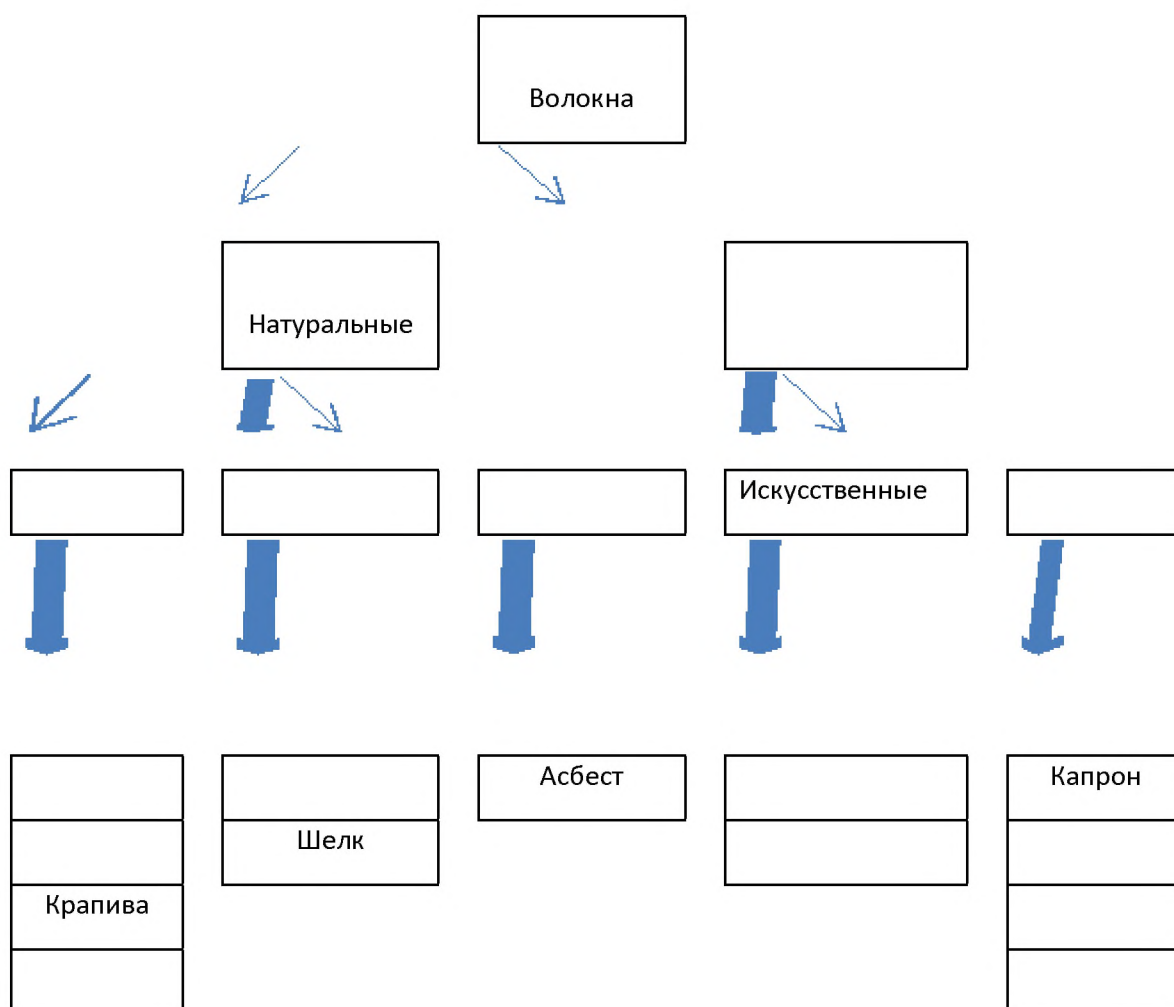 Волокна
Натуральные
Искусственные
Асбест
Капрон
Шелк
Крапива